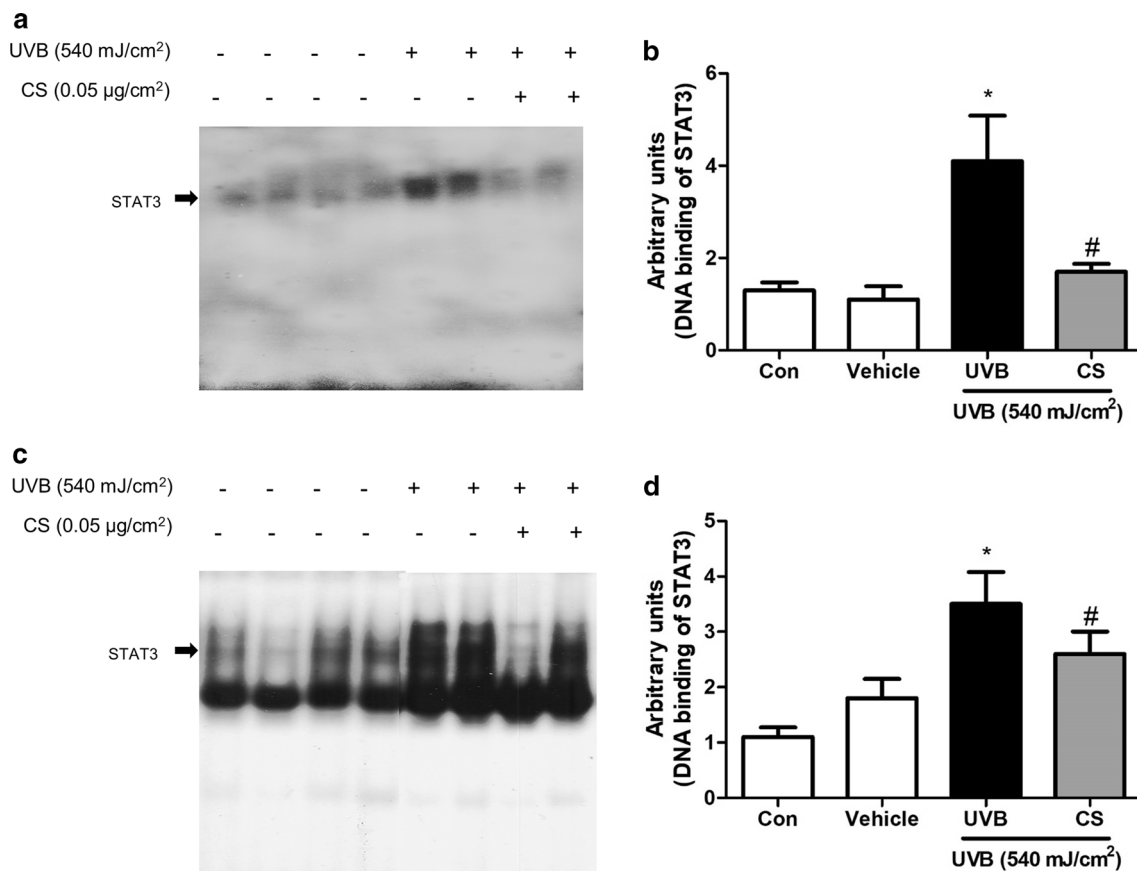 a
UVB (540 mJ/cm²) - - - - + + + +
CS (0.05 µg/cm²) - - - - - - + +
STAT3
b
Arbitrary units
(DNA binding of STAT3)
6
4
2
0
*
#
Con Vehicle UVB CS
UVB (540 mJ/cm²)
c
UVB (540 mJ/cm²) - - - - + + + +
CS (0.05 µg/cm²) - - - - - - + +
STAT3
d
Arbitrary units
(DNA binding of STAT3)
5
4
3
2
1
0
*
#
Con Vehicle UVB CS
UVB (540 mJ/cm²)